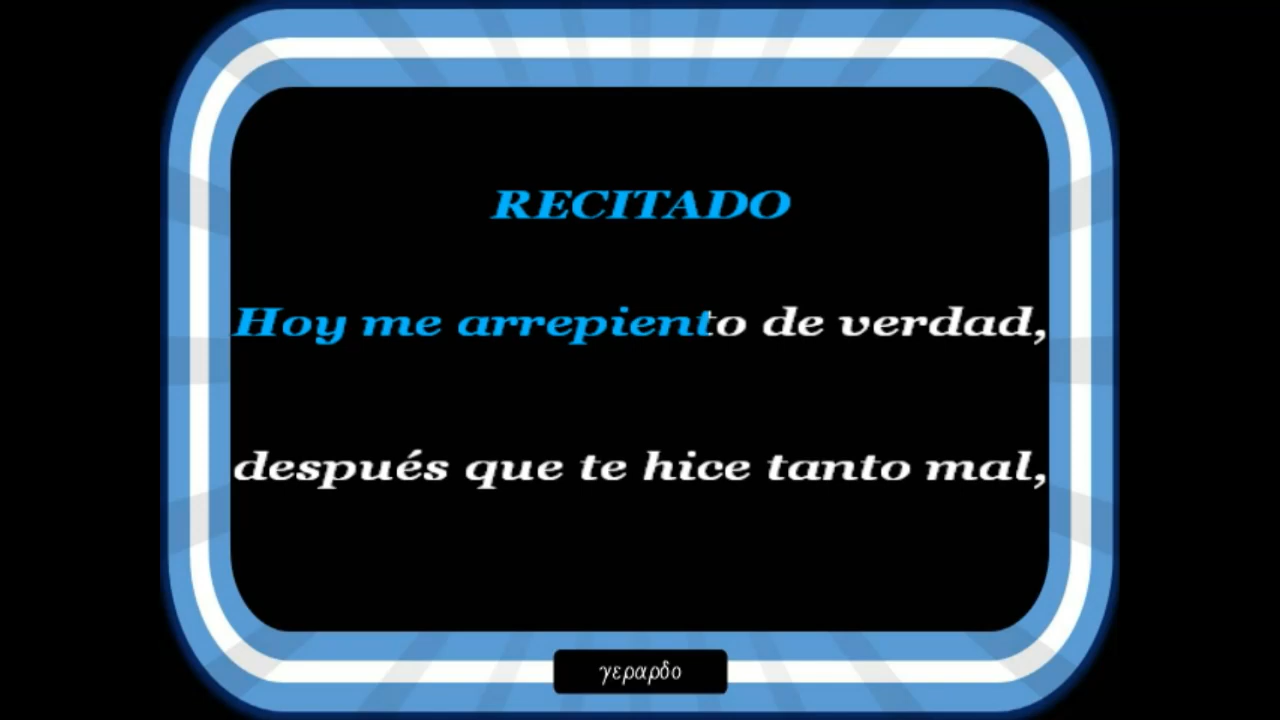 RECITADO
Hoy me arrepiento de verdad,
después que te hice tanto mal,
γεραρδο